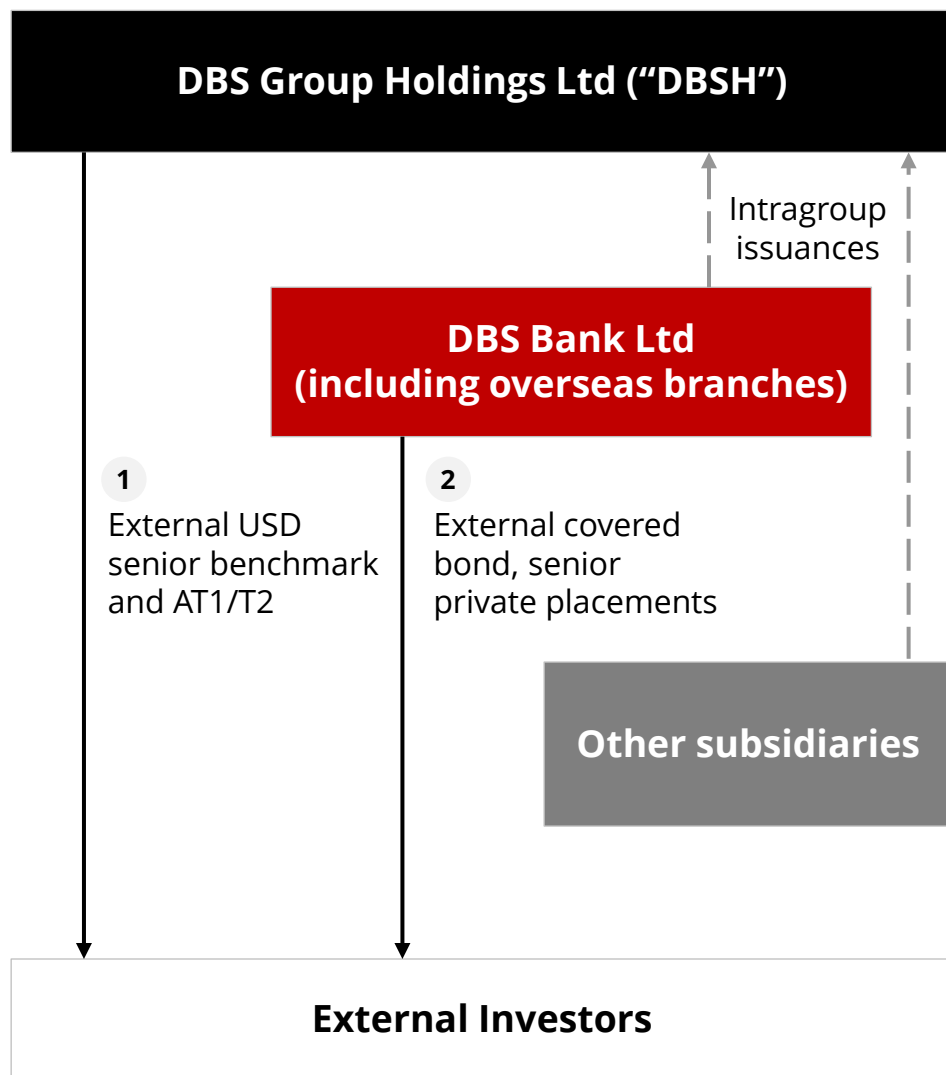 DBS Group Holdings Ltd (“DBSH”)
Intragroup
issuances
DBS Bank Ltd
(including overseas branches)
1
External USD
senior benchmark
and AT1/T2
2
External covered
bond, senior
private placements
Other subsidiaries
External Investors